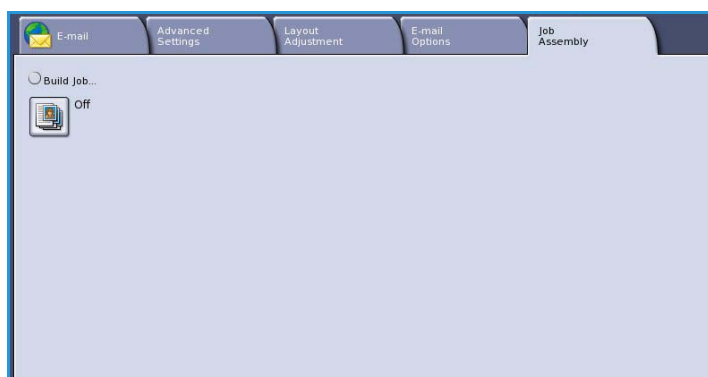 E-mail
Advanced
Settings
Layout
Adjustment
E-mail
Options
Job
Assembly
Build Job...
Off